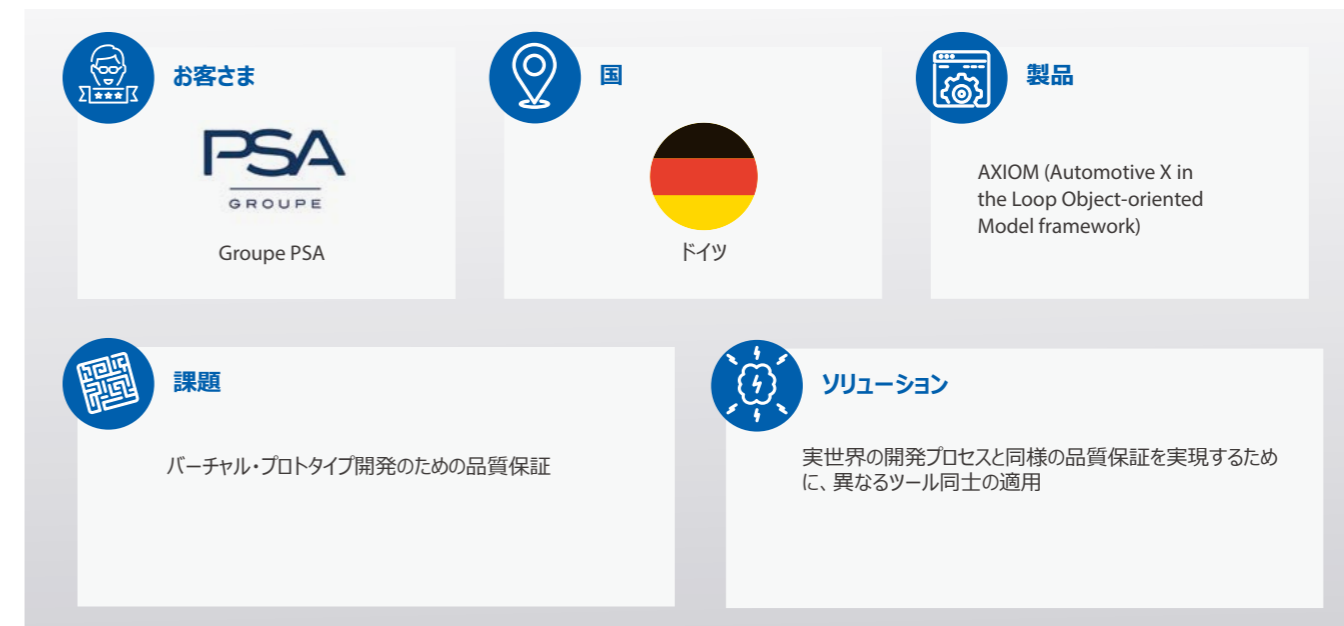 お客さま
PSA
GROUPE
Groupe PSA
国
ドイツ
製品
AXIOM (Automotive X in
the Loop Object-oriented
Model framework)
課題
バーチャル・プロトタイプ開発のための品質保証
ソリューション
実世界の開発プロセスと同様の品質保証を実現するため
に、異なるツール同士の適用